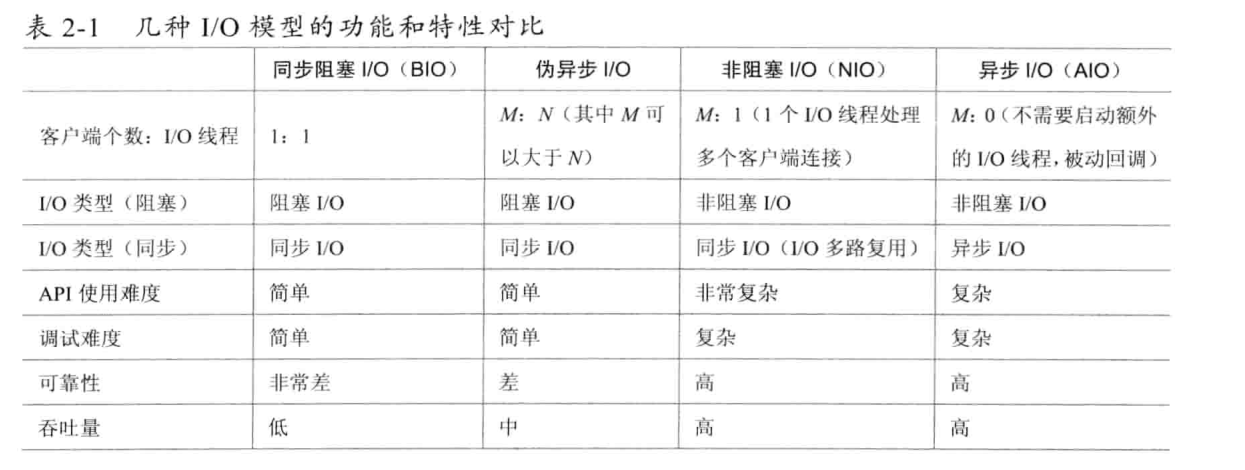 表 2-1 几种 I/O 模型的功能和特性对比
同步阻塞 I/O（BIO） 伪异步 I/O 非阻塞 I/O（NIO） 异步 I/O（AIO）
客户端个数：I/O 线程 1：1 M：N（其中 M 可以大于 N） M：1（1 个 I/O 线程处理多个客户端连接） M：0（不需要启动额外的 I/O 线程，被动回调）
I/O 类型（阻塞） 阻塞 I/O 阻塞 I/O 非阻塞 I/O 非阻塞 I/O
I/O 类型（同步） 同步 I/O 同步 I/O 同步 I/O（I/O 多路复用） 异步 I/O
API 使用难度 简单 简单 非常复杂 复杂
调试难度 简单 简单 复杂 复杂
可靠性 非常差 差 高 高
吞吐量 低 中 高 高